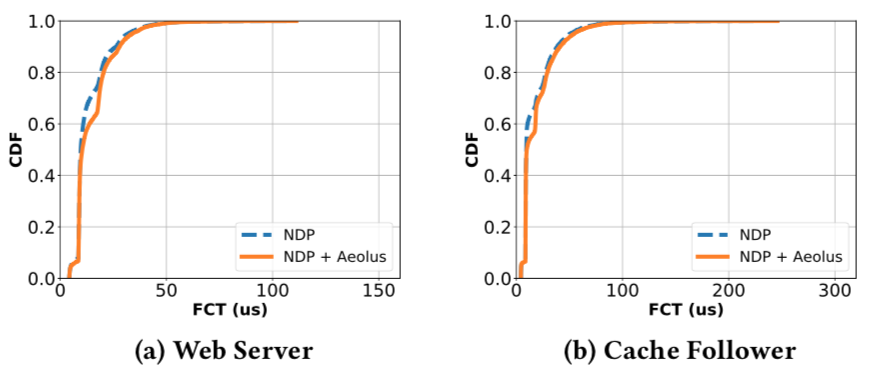 1.0
0.8
0.6
0.4
0.2
0.0
CDF
0 50 100 150
FCT (us)
NDP
NDP + Aeolus
(a) Web Server
1.0
0.8
0.6
0.4
0.2
0.0
CDF
0 100 200 300
FCT (us)
NDP
NDP + Aeolus
(b) Cache Follower